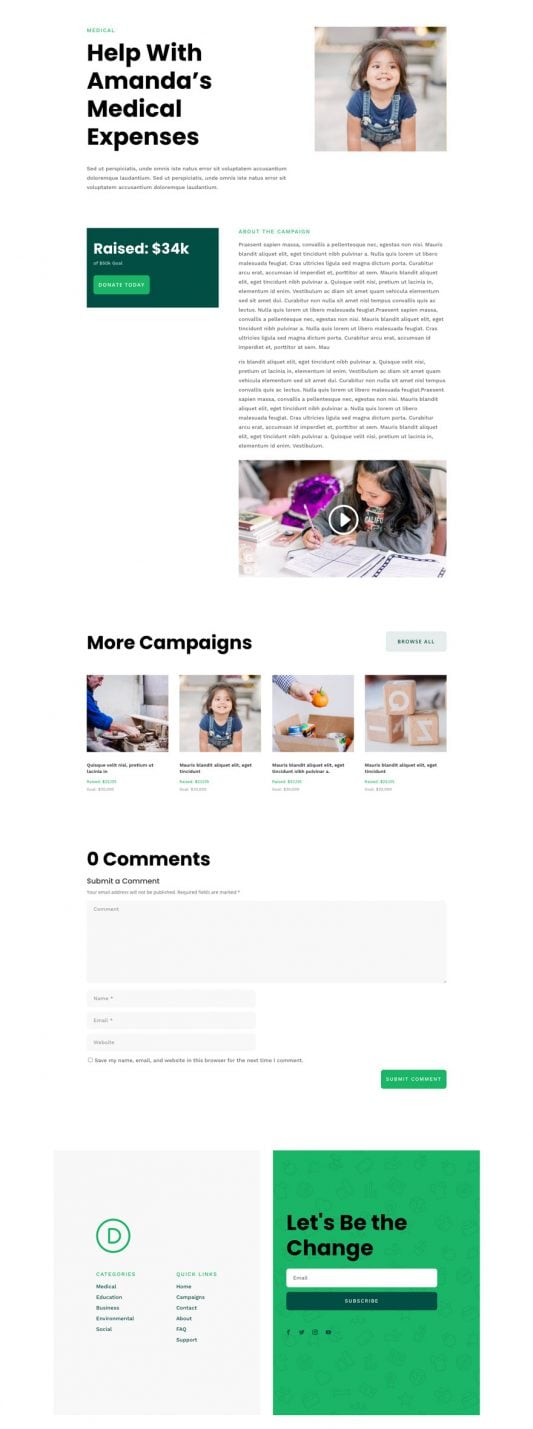 MEDICAL
Help With
Amanda's
Medical
Expenses
Sed ut perspiciatis, unde omnis iste natus error sit voluptatem accusantium
doloremque laudantium. Sed ut perspiciatis, unde omnis iste natus error sit
voluptatem accusantium doloremque laudantium.
Raised: $34k
of $50k Goal
DONATE TODAY
ABOUT THE CAMPAIGN
Praesent sapien massa, convallis a pellentesque nec, egestas non nisi. Mauris
blandit aliquet elit, eget tincidunt nibh pulvinar a. Nulla quis lorem ut libero
malesuada feugiat. Cras ultricies ligula sed magna dictum porta. Curabitur
arcu erat, accumsan id imperdiet et, porttitor at sem. Mauris blandit aliquet
elit, eget tincidunt nibh pulvinar a. Quisque velit nisi, pretium ut lacinia in,
elementum id enim. Vestibulum ac diam sit amet quam vehicula elementum
sed sit amet dui. Curabitur non nulla sit amet nisl tempus convallis quis ac
lectus. Nulla quis lorem ut libero malesuada feugiat.Praesent sapien massa,
convallis a pellentesque nec, egestas non nisi. Mauris blandit aliquet elit, eget
tincidunt nibh pulvinar a. Nulla quis lorem ut libero malesuada feugiat. Cras
ultricies ligula sed magna dictum porta. Curabitur arcu erat, accumsan id
imperdiet et, porttitor at sem. Mau
ris blandit aliquet elit, eget tincidunt nibh pulvinar a. Quisque velit nisi,
pretium ut lacinia in, elementum id enim. Vestibulum ac diam sit amet quam
vehicula elementum sed sit amet dui. Curabitur non nulla sit amet nisl tempus
convallis quis ac lectus. Nulla quis lorem ut libero malesuada feugiat.Praesent
sapien massa, convallis a pellentesque nec, egestas non nisi. Mauris blandit
aliquet elit, eget tincidunt nibh pulvinar a. Nulla quis lorem ut libero
malesuada feugiat. Cras ultricies ligula sed magna dictum porta. Curabitur
arcu erat, accumsan id imperdiet et, porttitor at sem. Mauris blandit aliquet
elit, eget tincidunt nibh pulvinar a. Quisque velit nisi, pretium ut lacinia in,
elementum id enim. Vestibulum.
More Campaigns
BROWSE ALL
Quisque velit nisi, pretium ut
lacinia in
Raised:
Goal:
Mauris blandit aliquet elit, eget
tincidunt
Raised:
Goal:
Mauris blandit aliquet elit, eget
tincidunt nibh pulvinar a.
Raised:
Goal:
Mauris blandit aliquet elit, eget
tincidunt
Raised:
Goal:
0 Comments
Submit a Comment
Your email address will not be published. Required fields are marked *
Comment
Name *
Email *
Website
Save my name, email, and website in this browser for the next time I comment.
SUBMIT COMMENT
D
CATEGORIES
Medical
Education
Business
Environmental
Social
QUICK LINKS
Home
Campaigns
Contact
About
FAQ
Support
Let's Be the
Change
Email
SUBSCRIBE